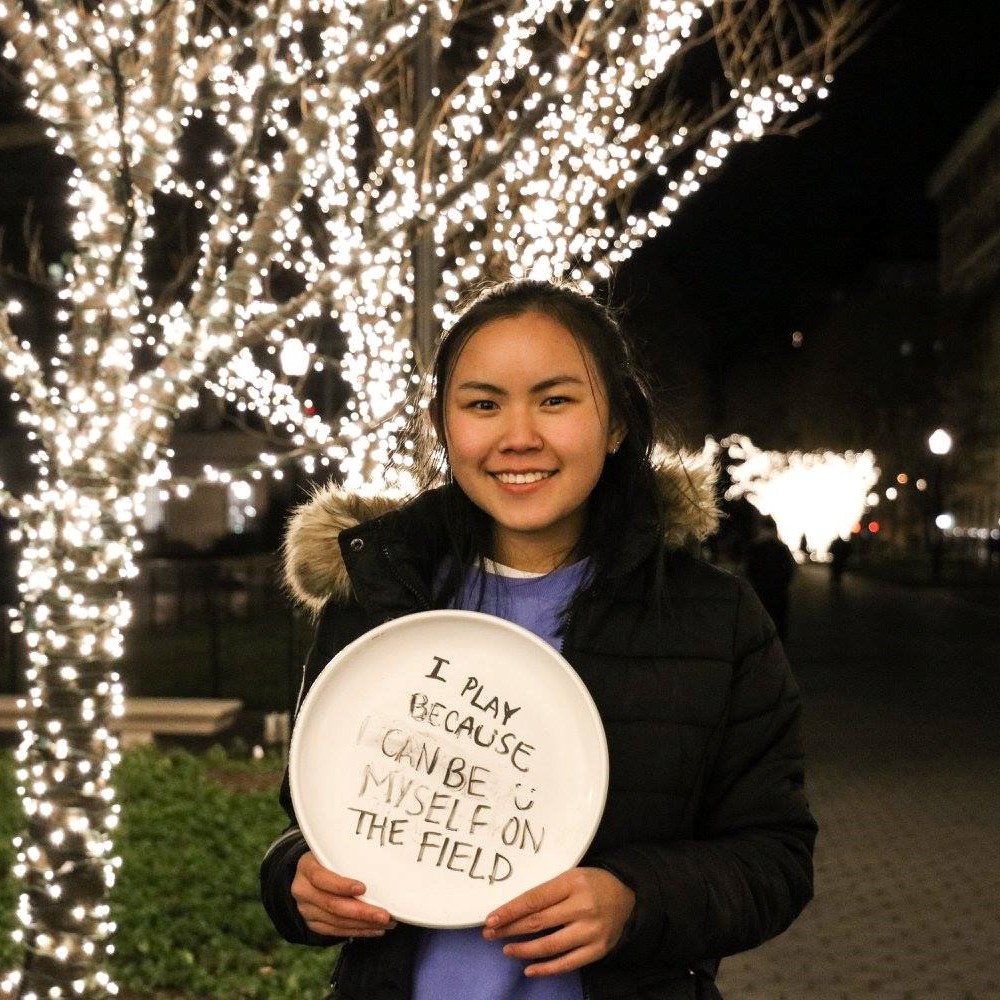 I PLAY
BECAUSE
I CAN BE :)
MYSELF ON
THE FIELD